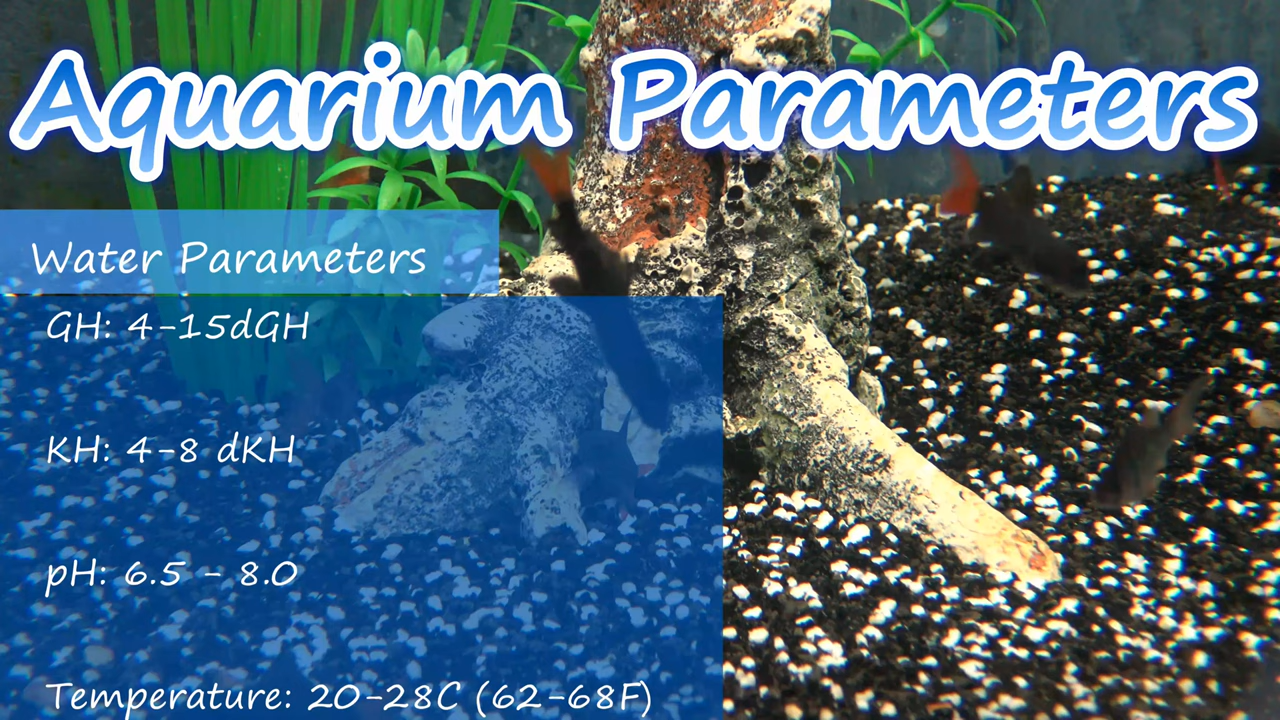 Aquarium Parameters
Water Parameters
GH: 4-15dGH
KH: 4-8 dKH
pH: 6.5 - 8.0
Temperature: 20-28C (62-68F)